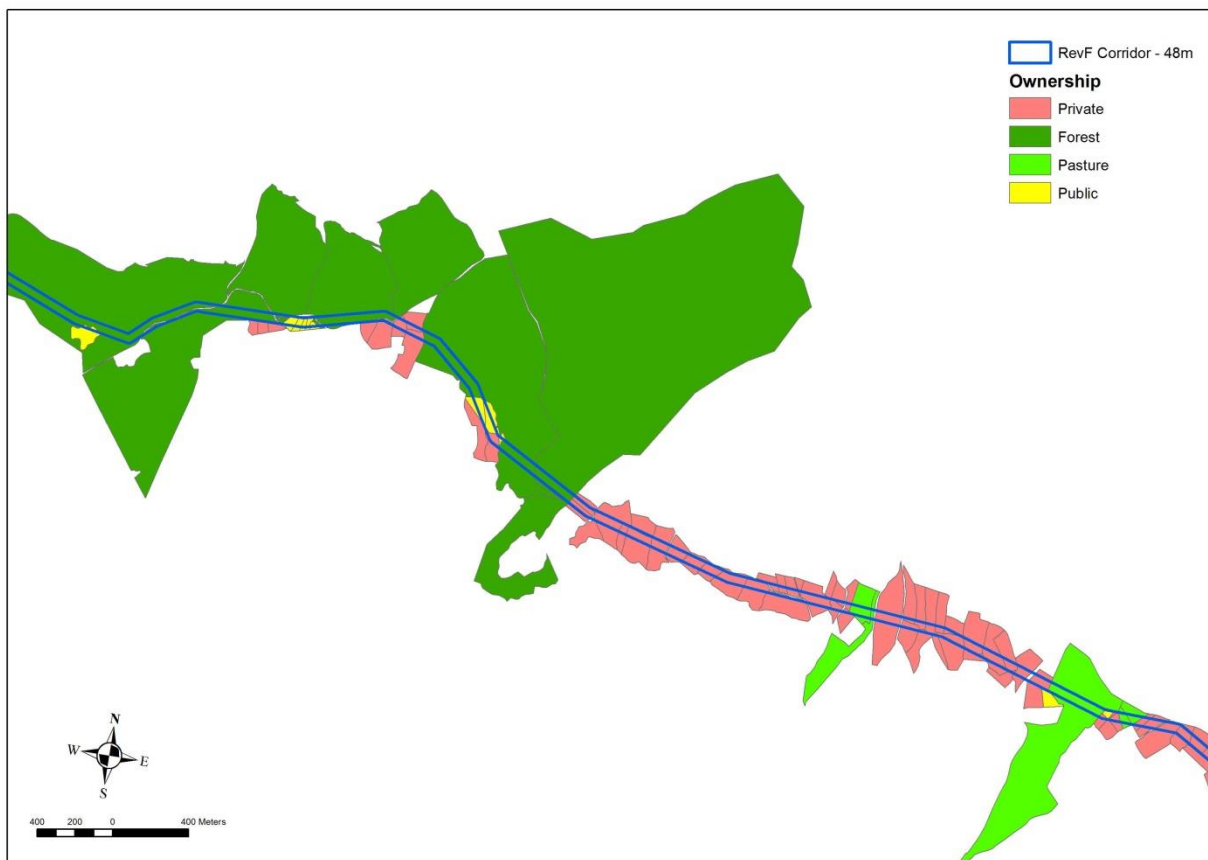 RevF Corridor - 48m
Ownership
Private
Forest
Pasture
Public
N
W
E
S
400 200 0 400 Meters